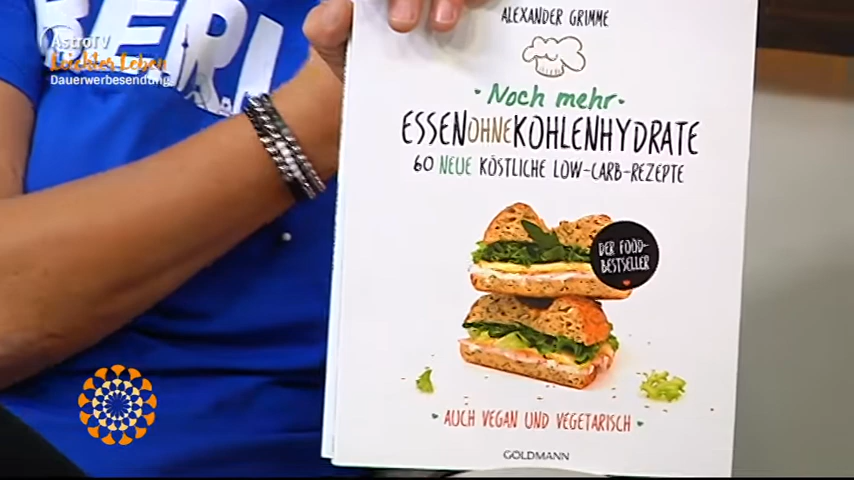 AstroTV
Leichter Leben
Dauerwerbesendung
ALEXANDER GRIMME
Noch mehr
ESSEN OHNE KOHLENHYDRATE
60 NEUE KÖSTLICHE LOW-CARB-REZEPTE
DER FOOD-
BESTSELLER
AUCH VEGAN UND VEGETARISCH
GOLDMANN